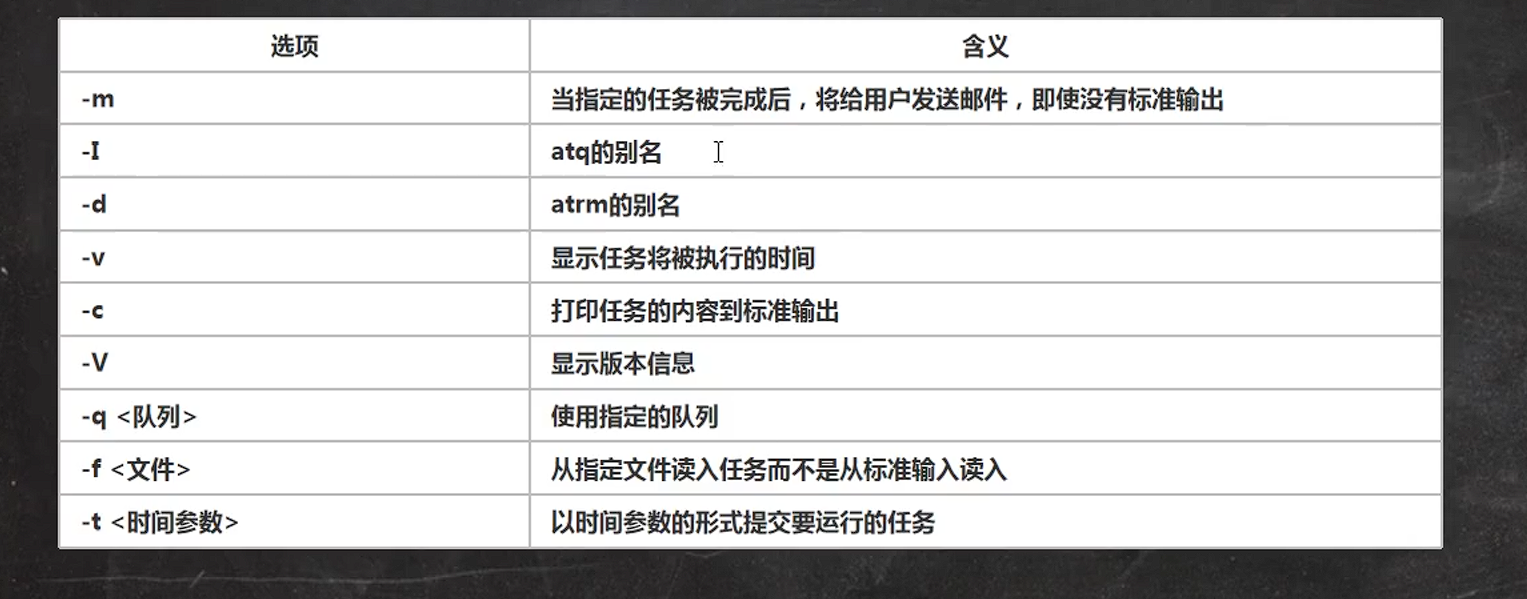 选项 含义
-m 当指定的任务被完成后，将给用户发送邮件，即使没有标准输出
-I atq的别名
-d atrm的别名
-v 显示任务将被执行的时间
-c 打印任务的内容到标准输出
-V 显示版本信息
-q <队列> 使用指定的队列
-f <文件> 从指定文件读入任务而不是从标准输入读入
-t <时间参数> 以时间参数的形式提交要运行的任务